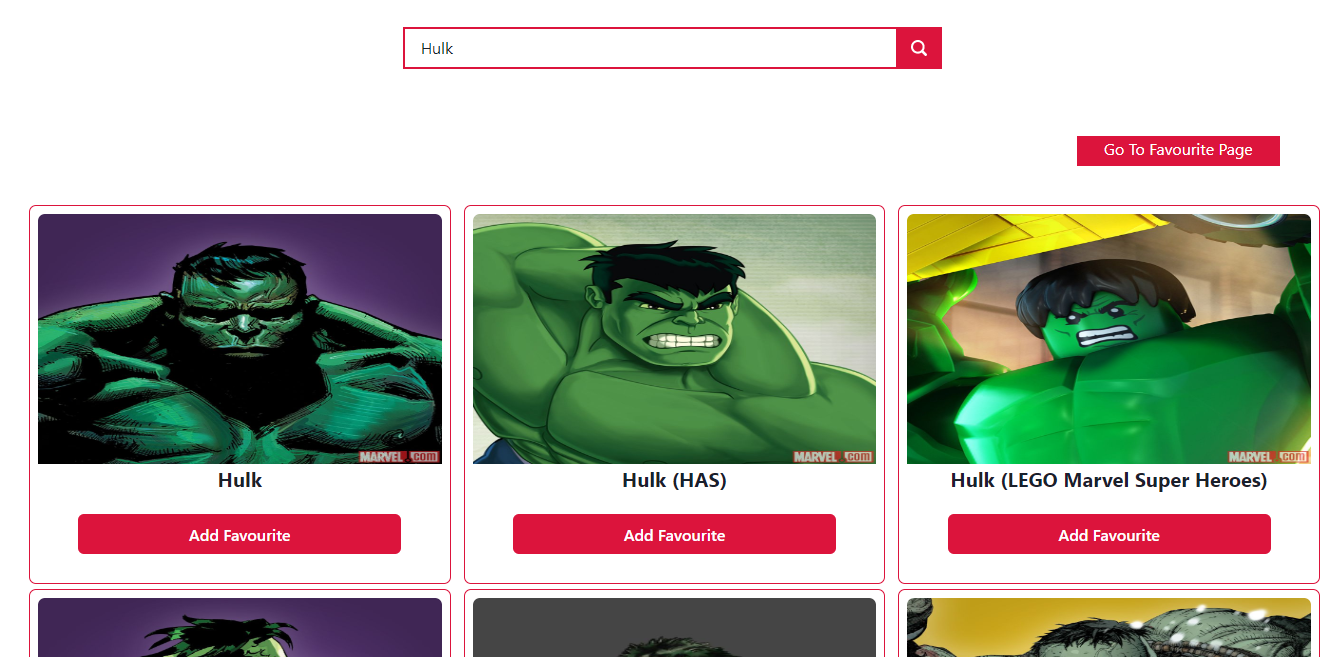 Hulk
Go To Favourite Page
MARVEL.com
MARVEL.com
MARVEL.com
Hulk
Hulk (HAS)
Hulk (LEGO Marvel Super Heroes)
Add Favourite
Add Favourite
Add Favourite